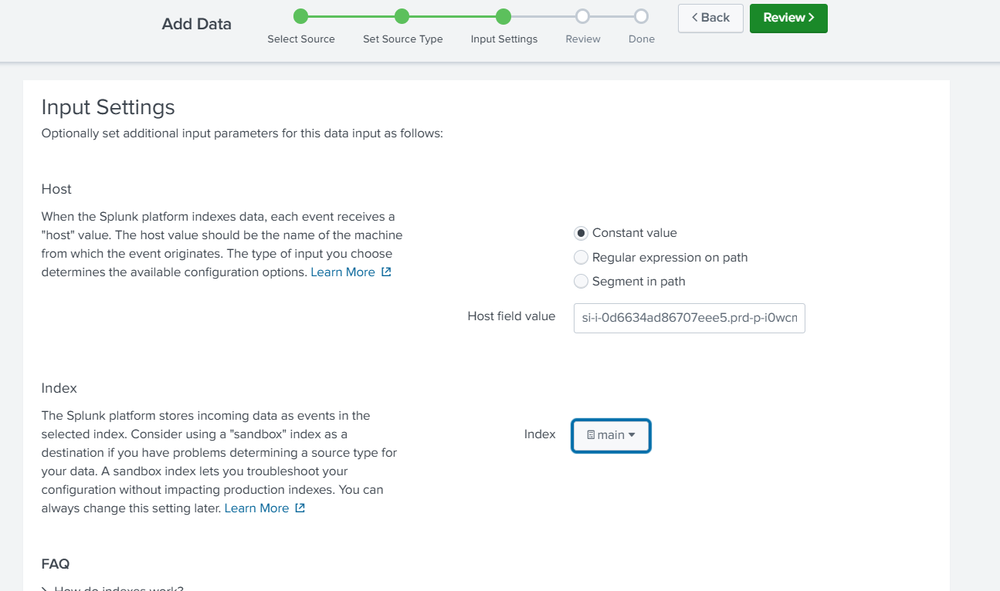 Add Data
Select Source
Set Source Type
Input Settings
Review
Done
< Back
Review >
Input Settings
Optionally set additional input parameters for this data input as follows:
Host
When the Splunk platform indexes data, each event receives a
"host" value. The host value should be the name of the machine
from which the event originates. The type of input you choose
determines the available configuration options. Learn More
Constant value
Regular expression on path
Segment in path
Host field value
si-i-0d6634ad86707eee5.prd-p-i0wcn
Index
The Splunk platform stores incoming data as events in the
selected index. Consider using a "sandbox" index as a
destination if you have problems determining a source type for
your data. A sandbox index lets you troubleshoot your
configuration without impacting production indexes. You can
always change this setting later. Learn More
Index
main
FAQ
> How do indexes work?